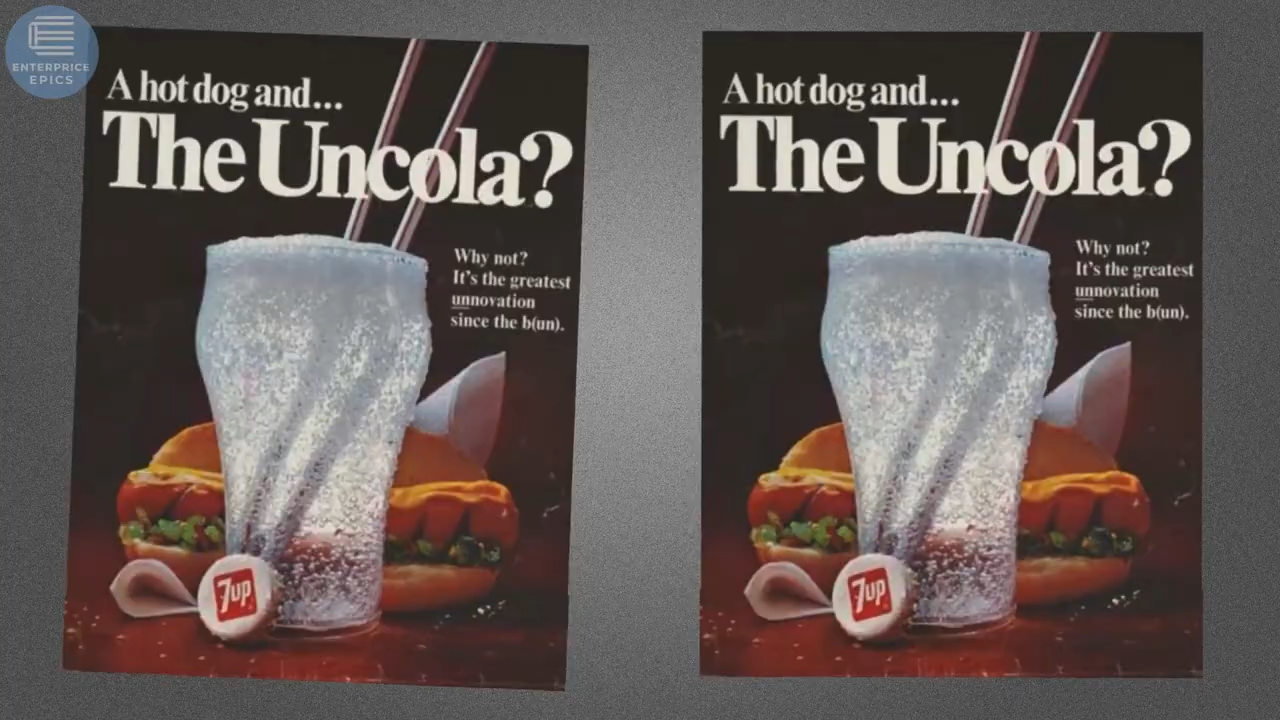 ENTERPRICE
EPICS
A hot dog and...
The Uncola?
Why not?
It's the greatest
unnovation
since the b(un).
7up
A hot dog and...
The Uncola?
Why not?
It's the greatest
unnovation
since the b(un).
7up